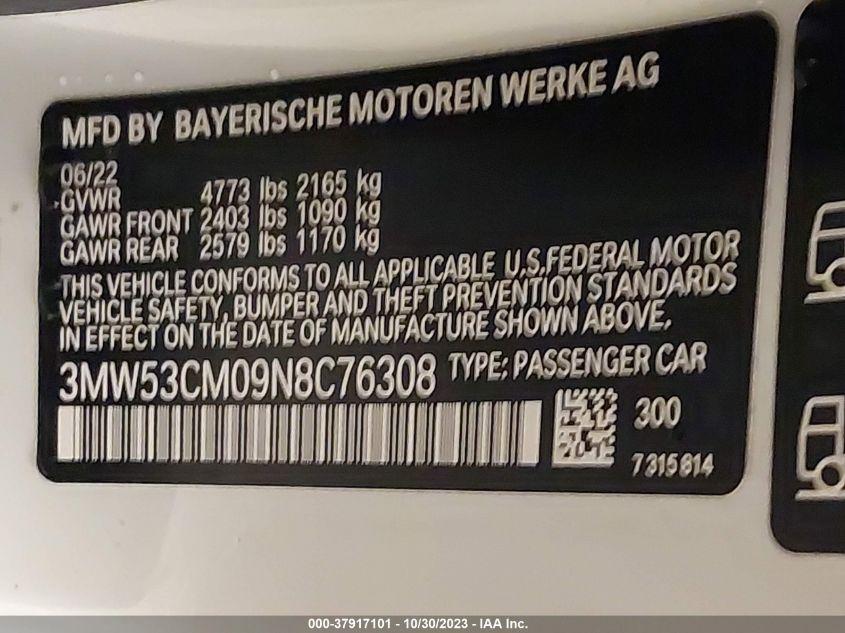 MFD BY BAYERISCHE MOTOREN WERKE AG
06/22
GVWR 4773 lbs 2165 kg
GAWR FRONT 2403 lbs 1090 kg
GAWR REAR 2579 lbs 1170 kg
THIS VEHICLE CONFORMS TO ALL APPLICABLE U.S.FEDERAL MOTOR
VEHICLE SAFETY, BUMPER AND THEFT PREVENTION STANDARDS
IN EFFECT ON THE DATE OF MANUFACTURE SHOWN ABOVE.
3MW53CM09N8C76308 TYPE: PASSENGER CAR
300
7315814
000-37917101 / 10/30/2023 - IAA Inc.